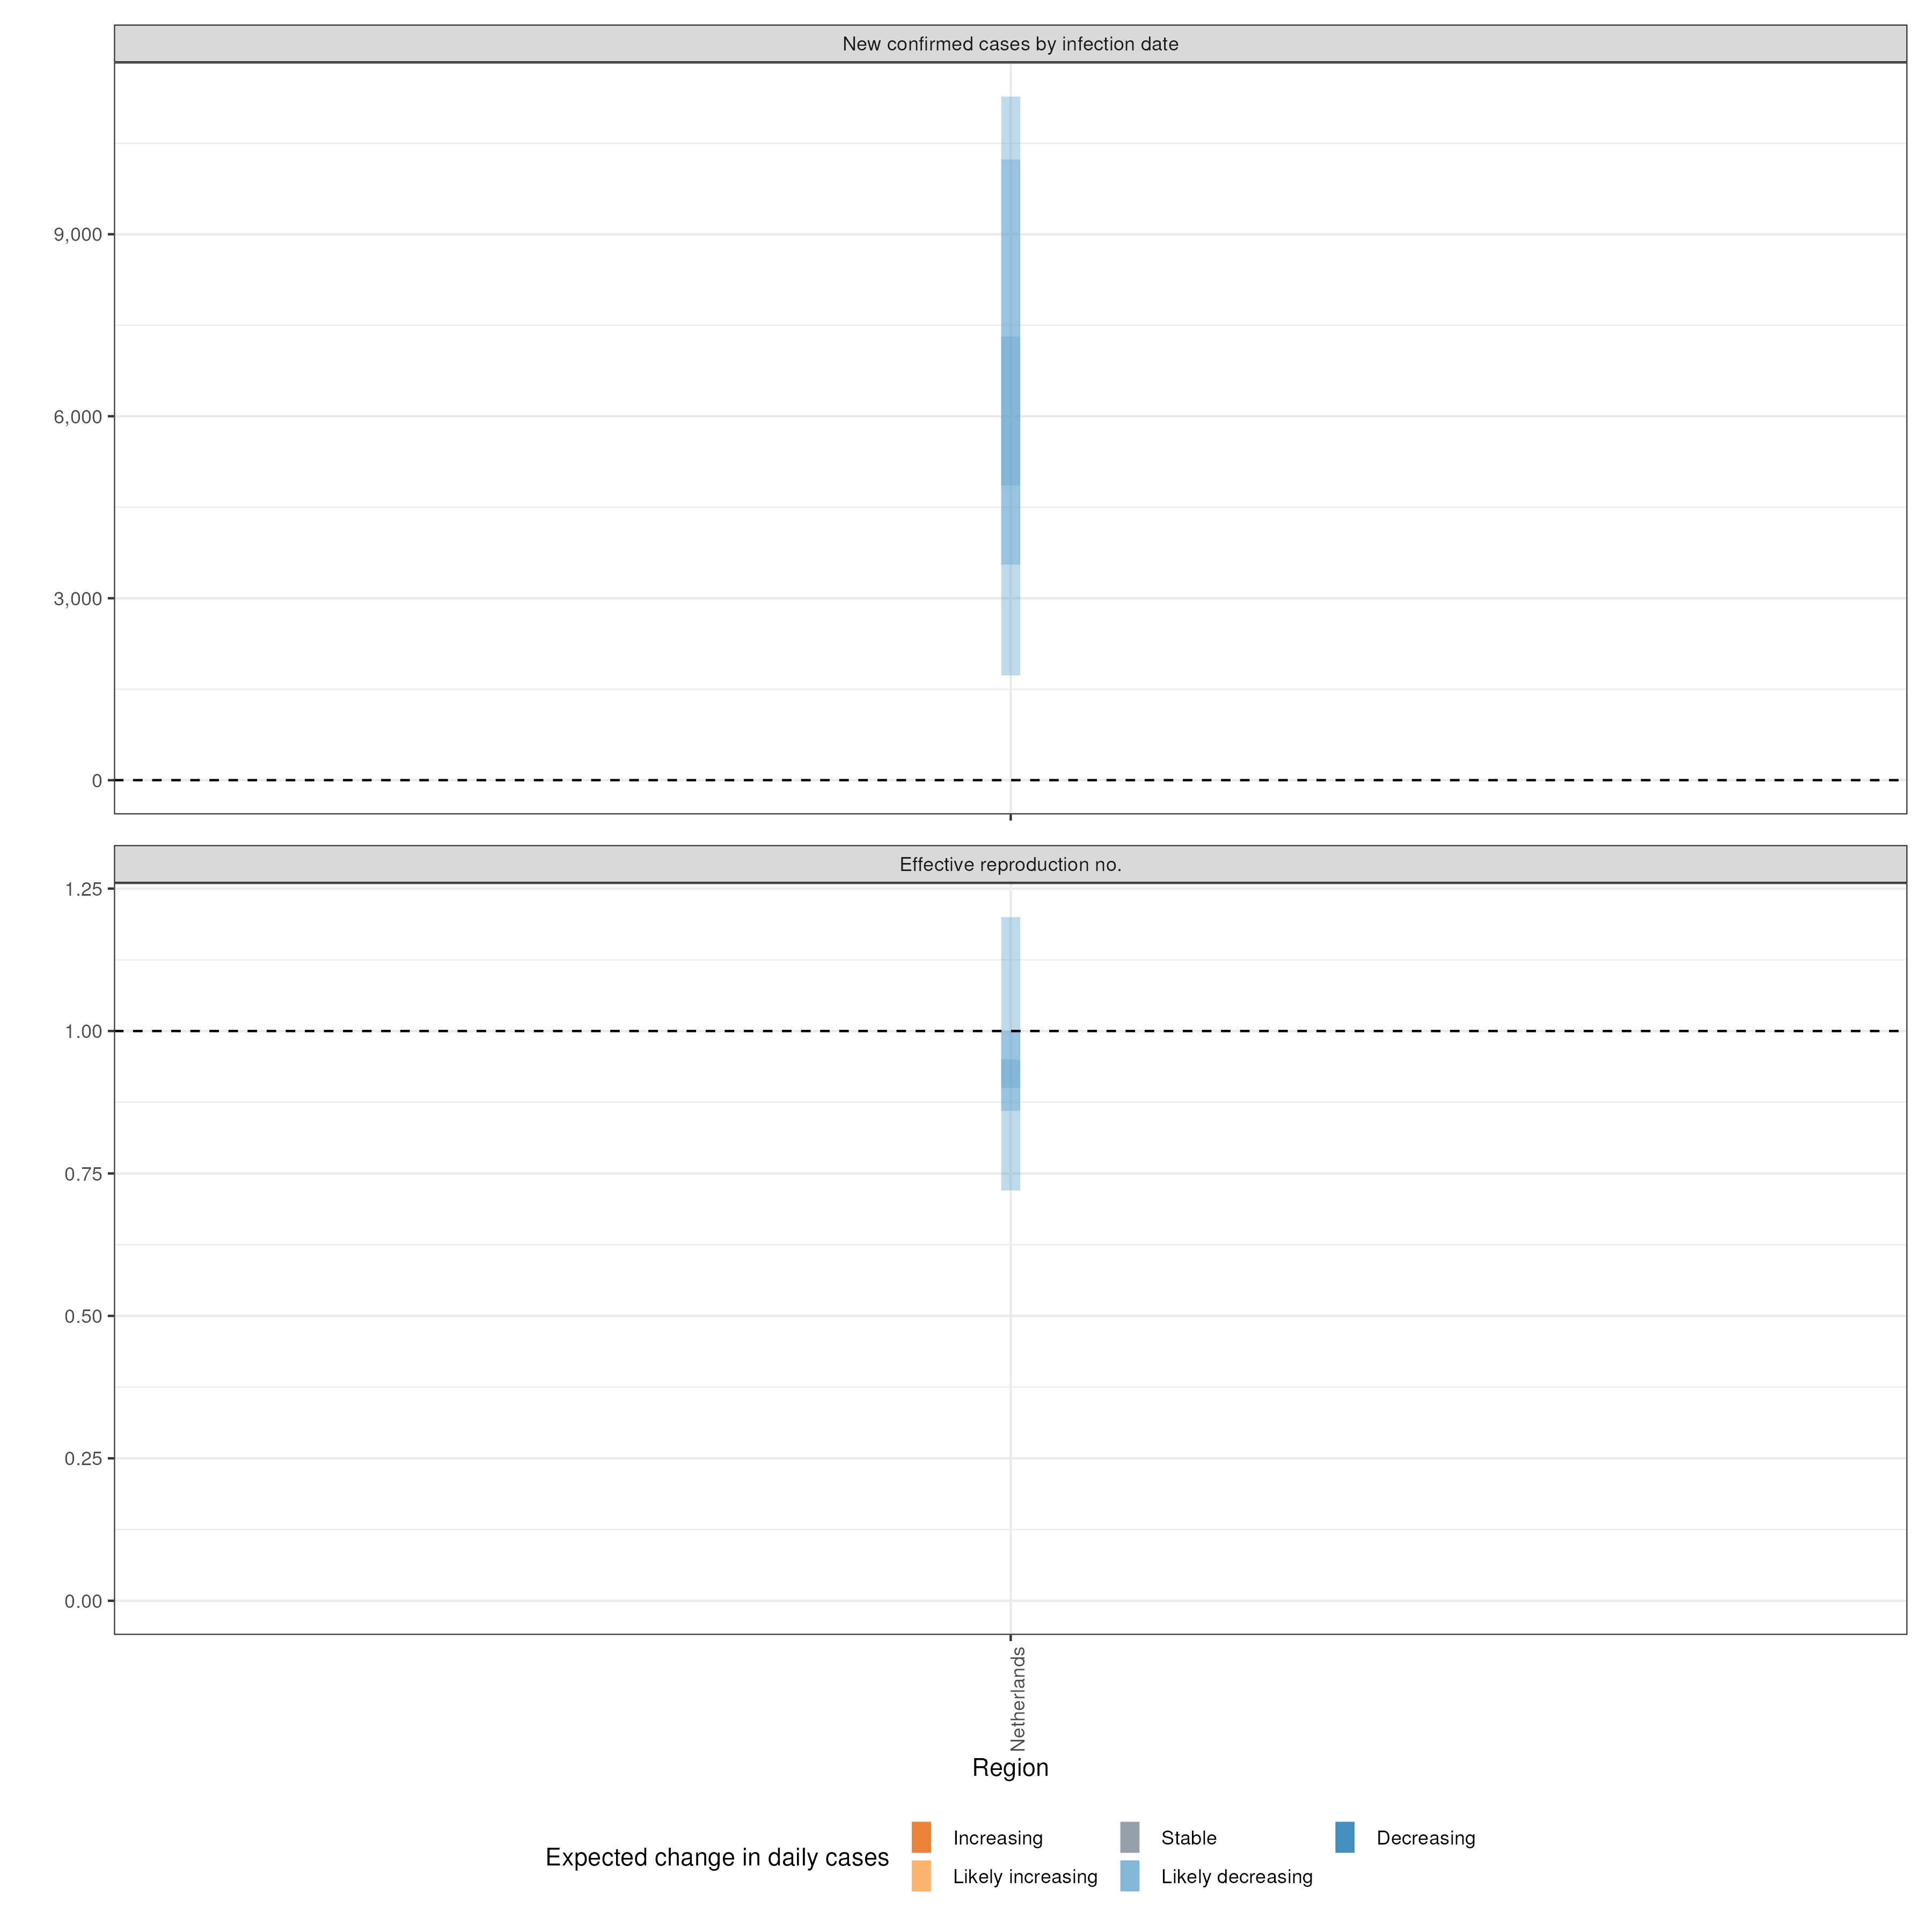 New confirmed cases by infection date
9,000
6,000
3,000
0
Effective reproduction no.
1.25
1.00
0.75
0.50
0.25
0.00
Netherlands
Region
Expected change in daily cases
Increasing
Stable
Decreasing
Likely increasing
Likely decreasing